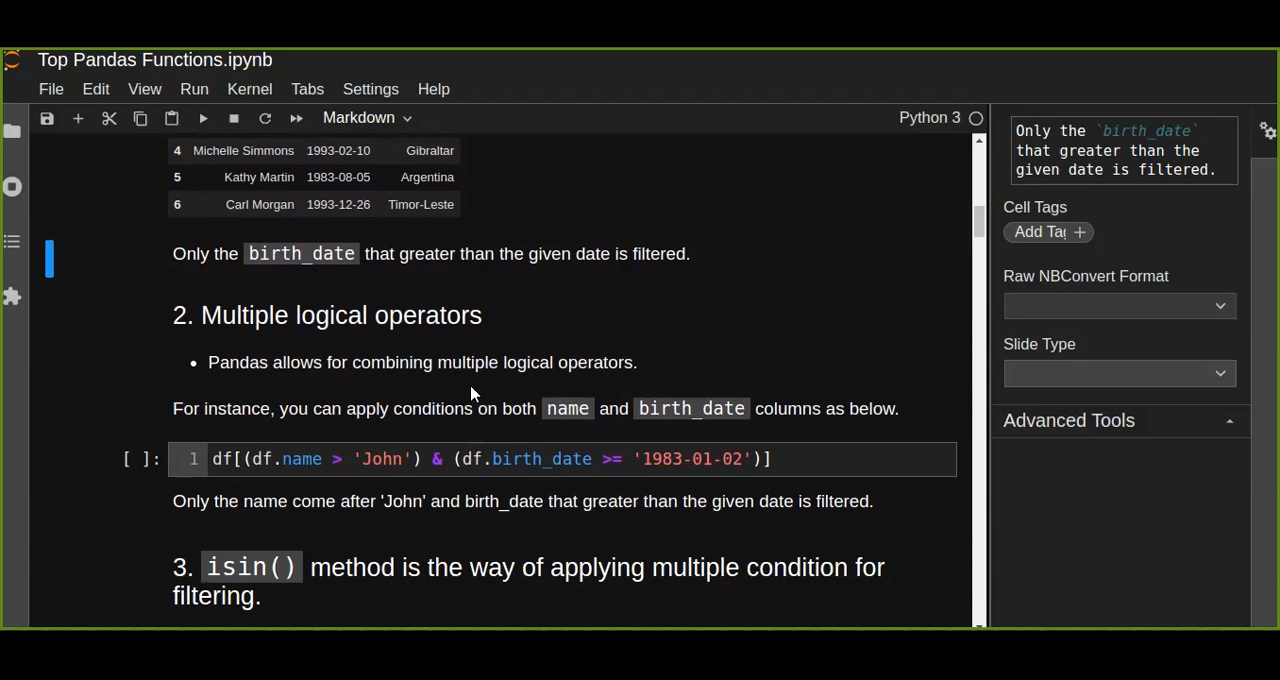 Top Pandas Functions.ipynb
File Edit View Run Kernel Tabs Settings Help
Markdown Python 3
4 Michelle Simmons 1993-02-10 Gibraltar
5 Kathy Martin 1983-08-05 Argentina
6 Carl Morgan 1993-12-26 Timor-Leste
Only the birth_date that greater than the given date is filtered.
2. Multiple logical operators
• Pandas allows for combining multiple logical operators.
For instance, you can apply conditions on both name and birth_date columns as below.
[ ]: 1 df[(df.name > 'John') & (df.birth_date >= '1983-01-02')]
Only the name come after 'John' and birth_date that greater than the given date is filtered.
3. isin() method is the way of applying multiple condition for
filtering.
Only the `birth_date`
that greater than the
given date is filtered.
Cell Tags
Add Tag +
Raw NBConvert Format
Slide Type
Advanced Tools